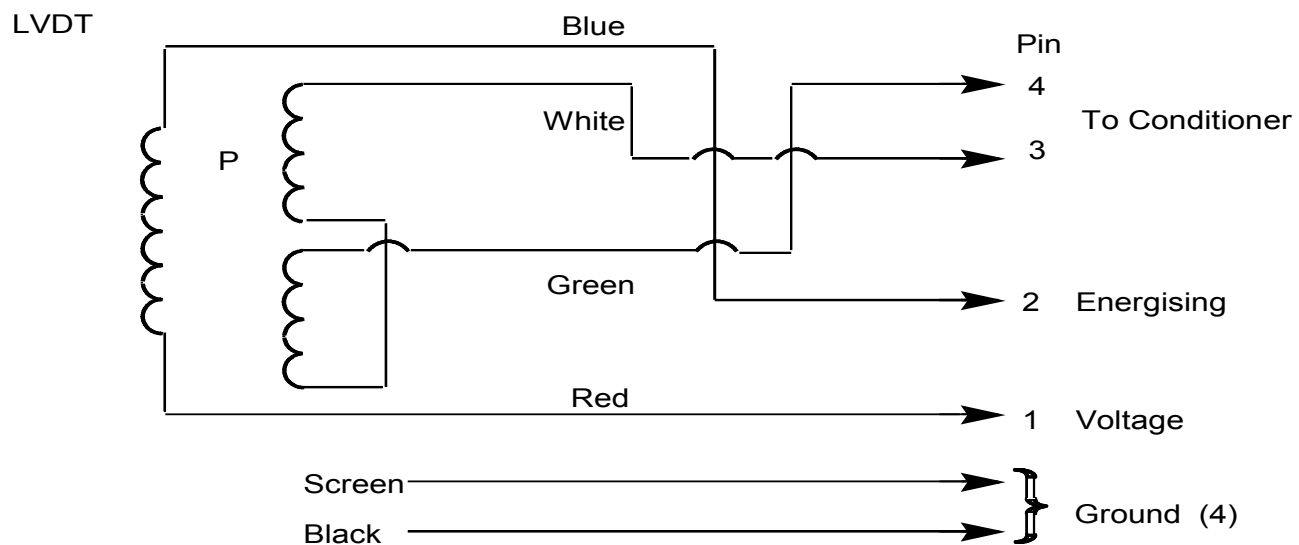 LVDT
Blue
Pin
4
White
To Conditioner
P
3
Green
2 Energising
Red
1 Voltage
Screen
Ground (4)
Black